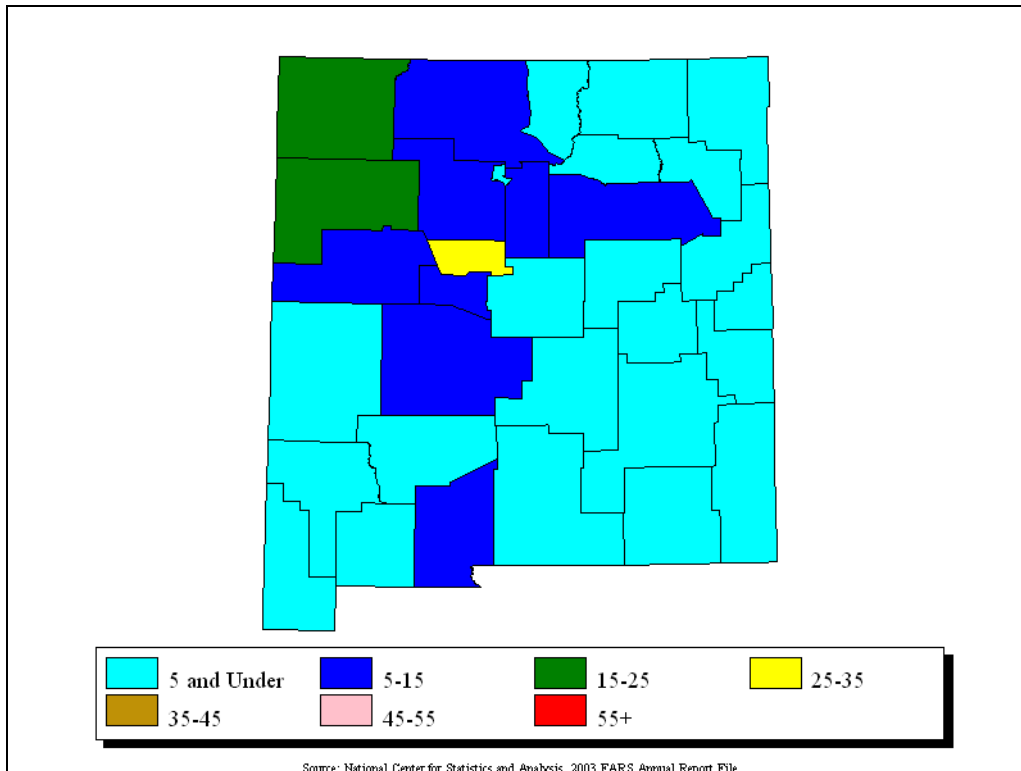 5 and Under 5-15 15-25 25-35
35-45 45-55 55+
Source: National Center for Statistics and Analysis, 2003 FARS Annual Report File